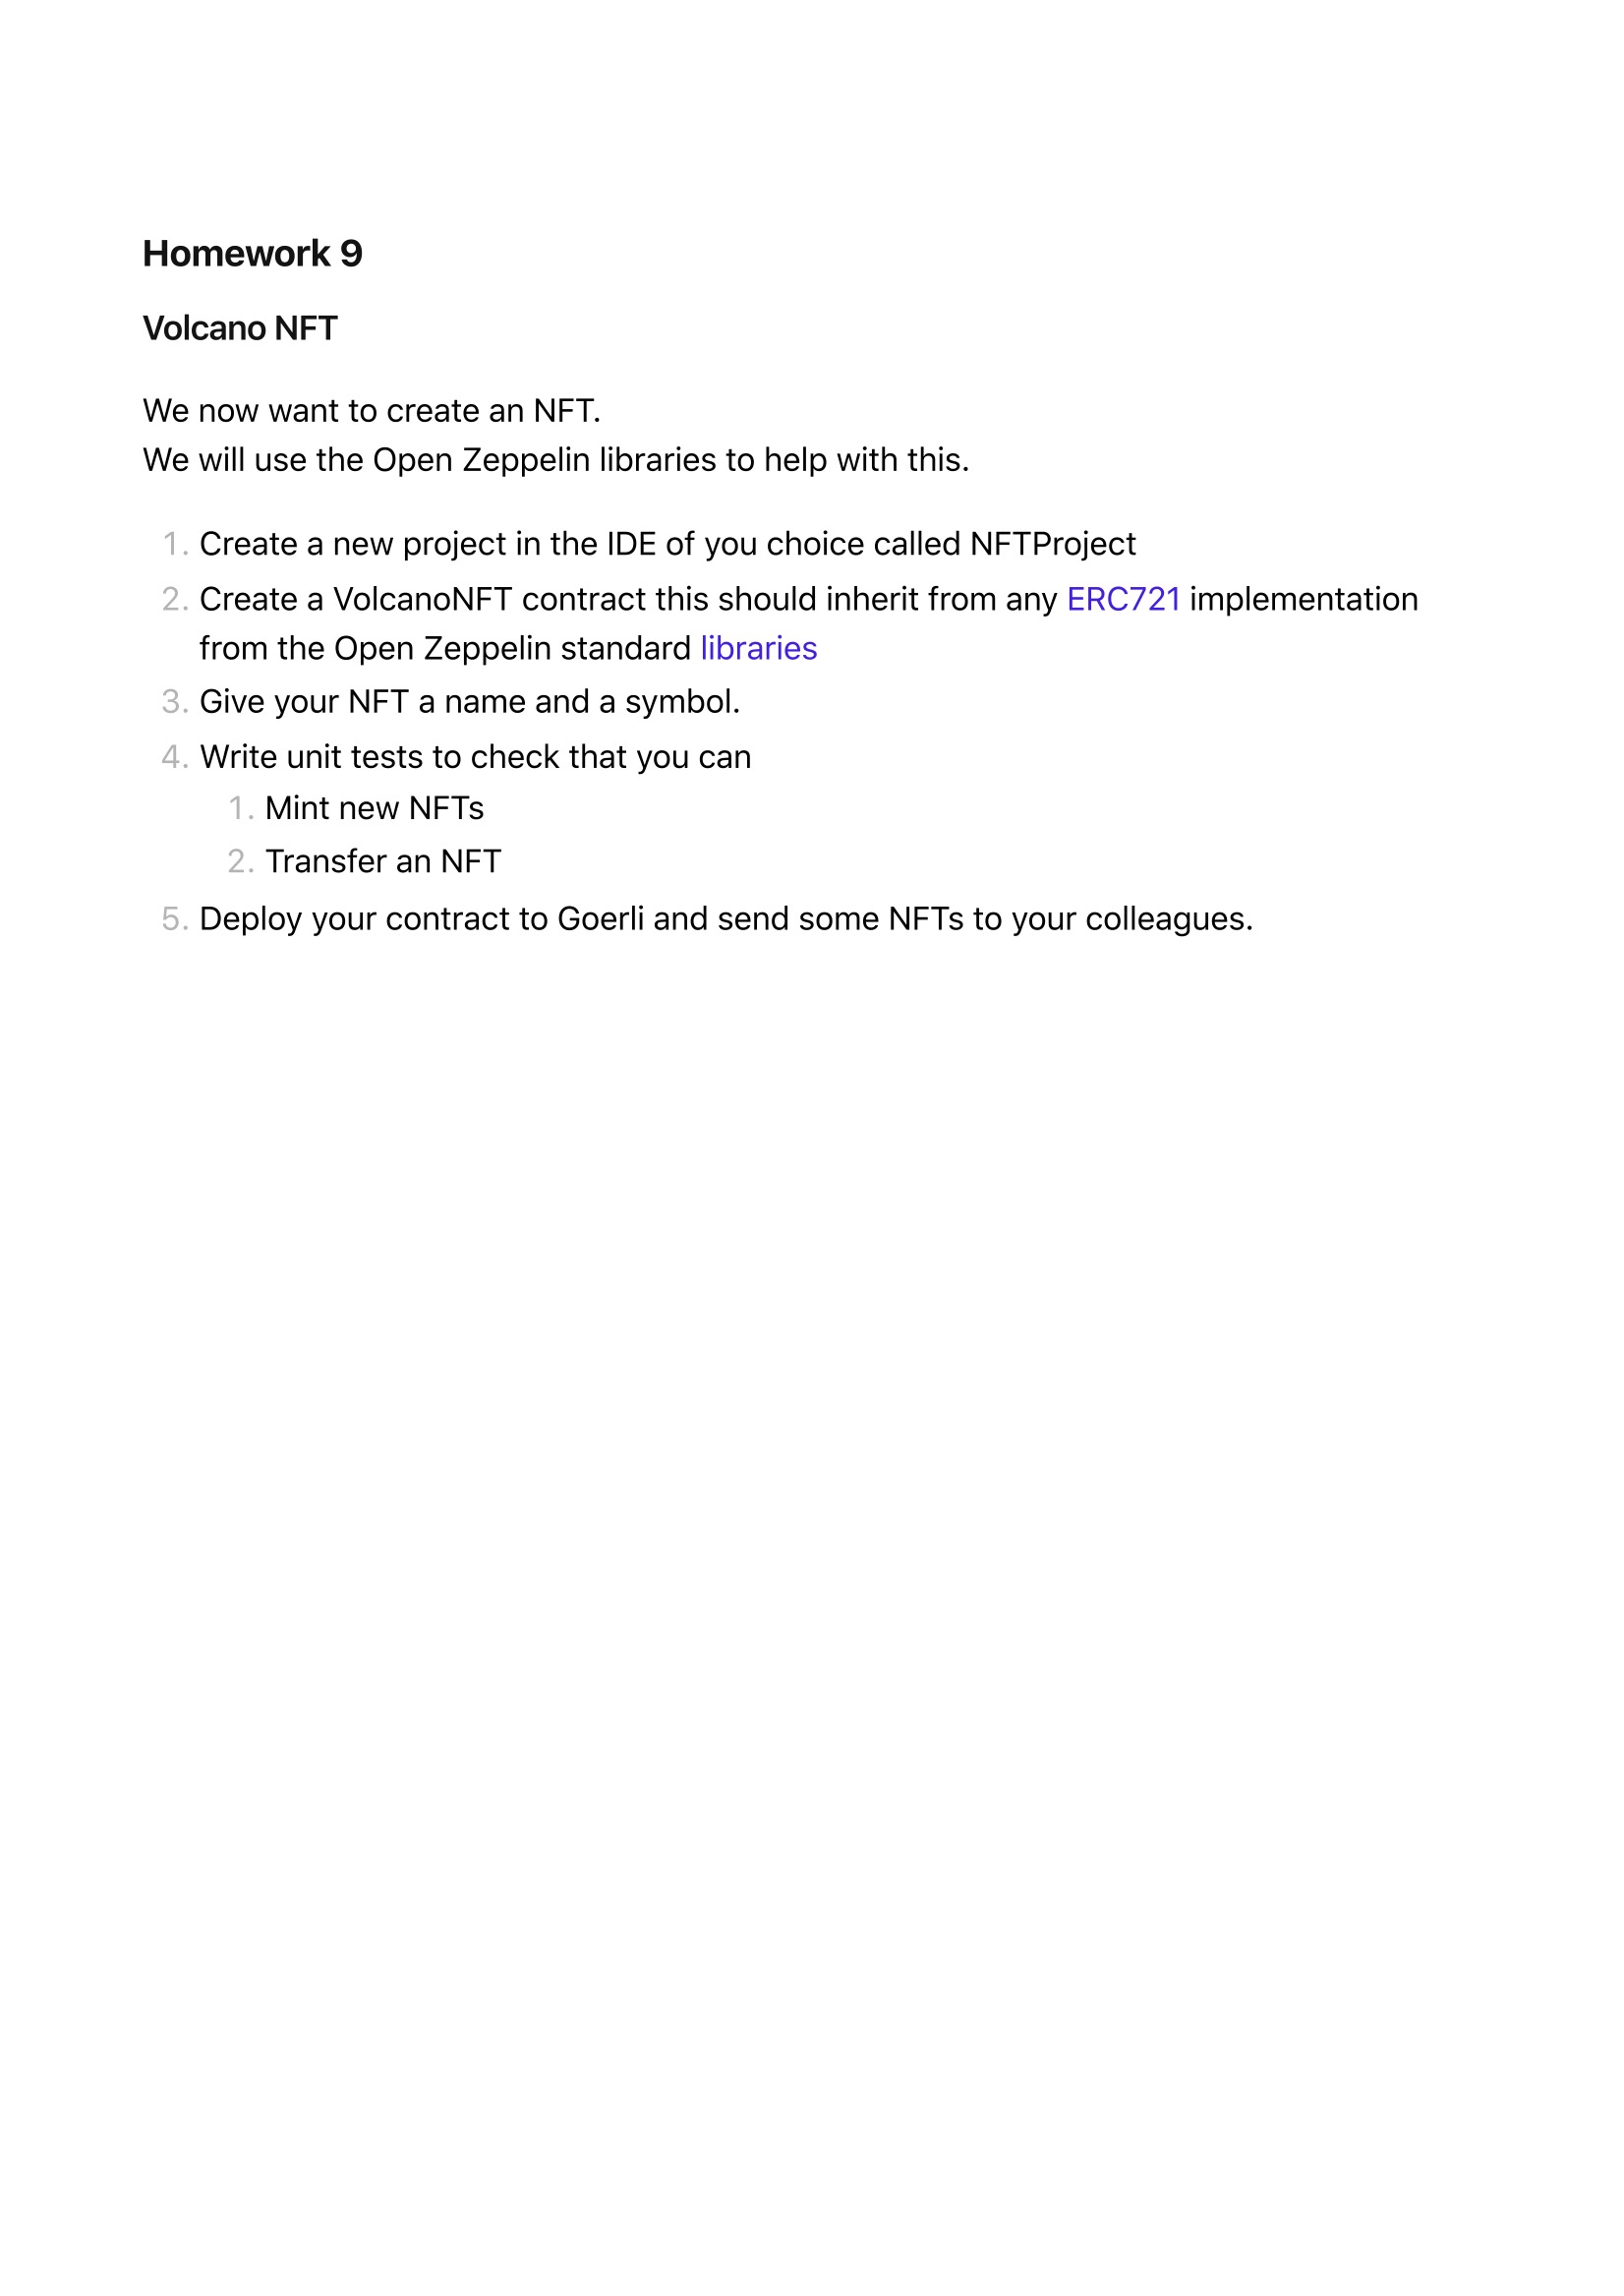 Homework 9
Volcano NFT
We now want to create an NFT.
We will use the Open Zeppelin libraries to help with this.
1. Create a new project in the IDE of you choice called NFTProject
2. Create a VolcanoNFT contract this should inherit from any ERC721 implementation
from the Open Zeppelin standard libraries
3. Give your NFT a name and a symbol.
4. Write unit tests to check that you can
1. Mint new NFTs
2. Transfer an NFT
5. Deploy your contract to Goerli and send some NFTs to your colleagues.